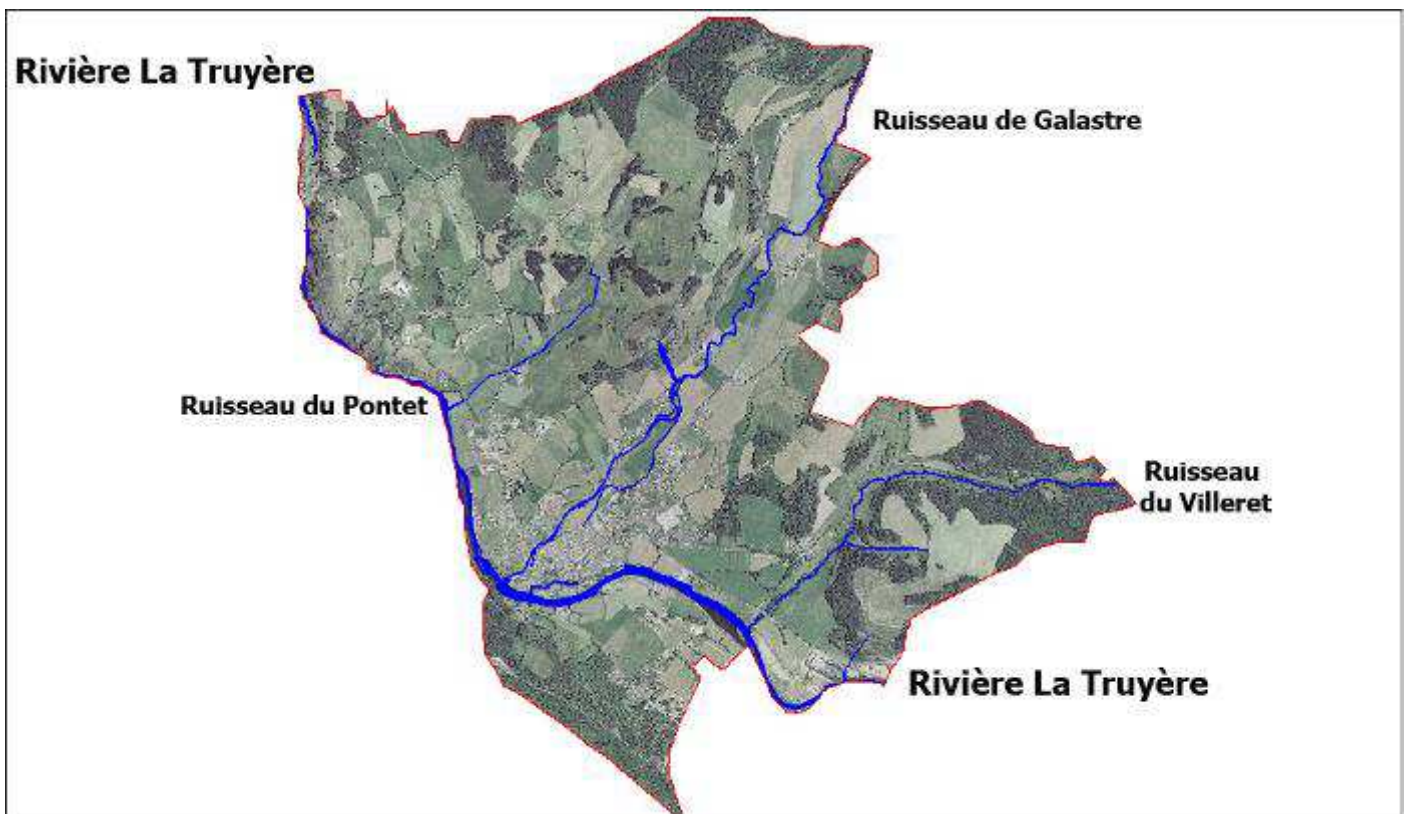 Rivière La Truyère
Ruisseau de Galastre
Ruisseau du Pontet
Ruisseau
du Villeret
Rivière La Truyère